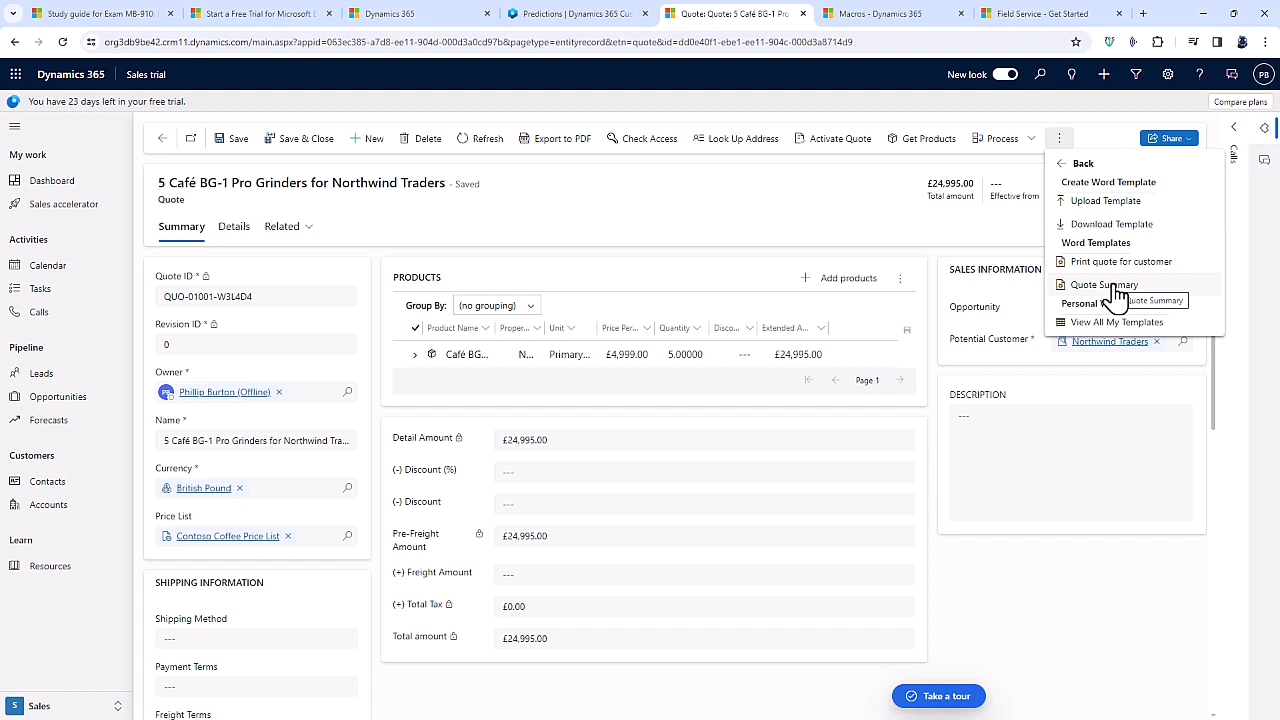 Study guide for Exam MB-910:
Start a Free Trial for Microsoft D
Dynamics 365
Predictions | Dynamics 365 Cus
Quote: Quote: 5 Café BG-1 Pro
Macros - Dynamics 365
Field Service - Get Started
org3db9be42.crm11.dynamics.com/main.aspx?appid=063ec385-a7d8-ee11-904d-000d3a0cd97b&pagetype=entityrecord&etn=quote&id=dd0e40f1-ebe1-ee11-904c-000d3a8714d9
Dynamics 365
Sales trial
New look
PB
You have 23 days left in your free trial.
Compare plans
My work
Dashboard
Sales accelerator
Activities
Calendar
Tasks
Calls
Pipeline
Leads
Opportunities
Forecasts
Customers
Contacts
Accounts
Learn
Resources
S Sales
Save
Save & Close
New
Delete
Refresh
Export to PDF
Check Access
Look Up Address
Activate Quote
Get Products
Process
Share
5 Café BG-1 Pro Grinders for Northwind Traders - Saved
Quote
£24,995.00
Total amount
---
Effective from
Summary
Details
Related
Quote ID *
QUO-01001-W3L4D4
Revision ID *
0
Owner *
PB Phillip Burton (Offline)
Name *
5 Café BG-1 Pro Grinders for Northwind Tra...
Currency *
British Pound
Price List
Contoso Coffee Price List
SHIPPING INFORMATION
Shipping Method
---
Payment Terms
---
Freight Terms
PRODUCTS
Add products
Group By: (no grouping)
Product Name Proper... Unit Price Per... Quantity Disco... Extended A...
Café BG... N... Primary... £4,999.00 5.00000 --- £24,995.00
Page 1
Detail Amount £24,995.00
(-) Discount (%) ---
(-) Discount ---
Pre-Freight Amount £24,995.00
(+) Freight Amount ---
(+) Total Tax £0.00
Total amount £24,995.00
SALES INFORMATION
Opportunity
Potential Customer *
Northwind Traders
DESCRIPTION
---
Back
Create Word Template
Upload Template
Download Template
Word Templates
Print quote for customer
Quote Summary
Quote Summary
Personal
View All My Templates
Calls
Take a tour